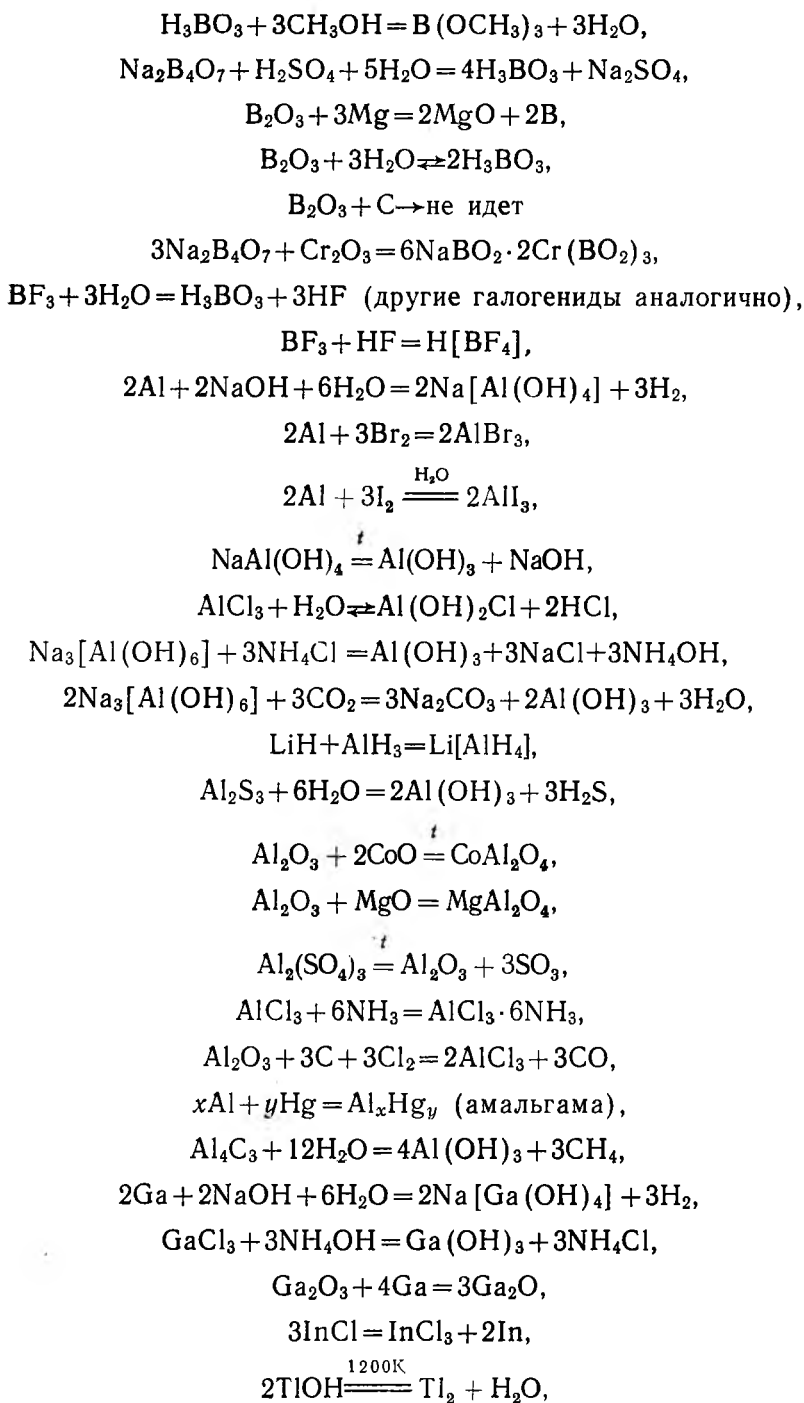 H₃BO₃+3CH₃OH=B(OCH₃)₃+3H₂O,
Na₂B₄O₇+H₂SO₄+5H₂O=4H₃BO₃+Na₂SO₄,
B₂O₃+3Mg=2MgO+2B,
B₂O₃+3H₂O⇄2H₃BO₃,
B₂O₃+C→не идет
3Na₂B₄O₇+Cr₂O₃=6NaBO₂·2Cr(BO₂)₃,
BF₃+3H₂O=H₃BO₃+3HF (другие галогениды аналогично),
BF₃+HF=H[BF₄],
2Al+2NaOH+6H₂O=2Na[Al(OH)₄]+3H₂,
2Al+3Br₂=2AlBr₃,
H₂O
2Al+3I₂=2AlI₃,
t
NaAl(OH)₄=Al(OH)₃+NaOH,
AlCl₃+H₂O⇄Al(OH)₂Cl+2HCl,
Na₃[Al(OH)₆]+3NH₄Cl=Al(OH)₃+3NaCl+3NH₄OH,
2Na₃[Al(OH)₆]+3CO₂=3Na₂CO₃+2Al(OH)₃+3H₂O,
LiH+AlH₃=Li[AlH₄],
Al₂S₃+6H₂O=2Al(OH)₃+3H₂S,
t
Al₂O₃+2CoO=CoAl₂O₄,
Al₂O₃+MgO=MgAl₂O₄,
t
Al₂(SO₄)₃=Al₂O₃+3SO₃,
AlCl₃+6NH₃=AlCl₃·6NH₃,
Al₂O₃+3C+3Cl₂=2AlCl₃+3CO,
xAl+yHg=AlₓHgᵧ (амальгама),
Al₄C₃+12H₂O=4Al(OH)₃+3CH₄,
2Ga+2NaOH+6H₂O=2Na[Ga(OH)₄]+3H₂,
GaCl₃+3NH₄OH=Ga(OH)₃+3NH₄Cl,
Ga₂O₃+4Ga=3Ga₂O,
3InCl=InCl₃+2In,
1200К
2TlOH=Tl₂+H₂O,